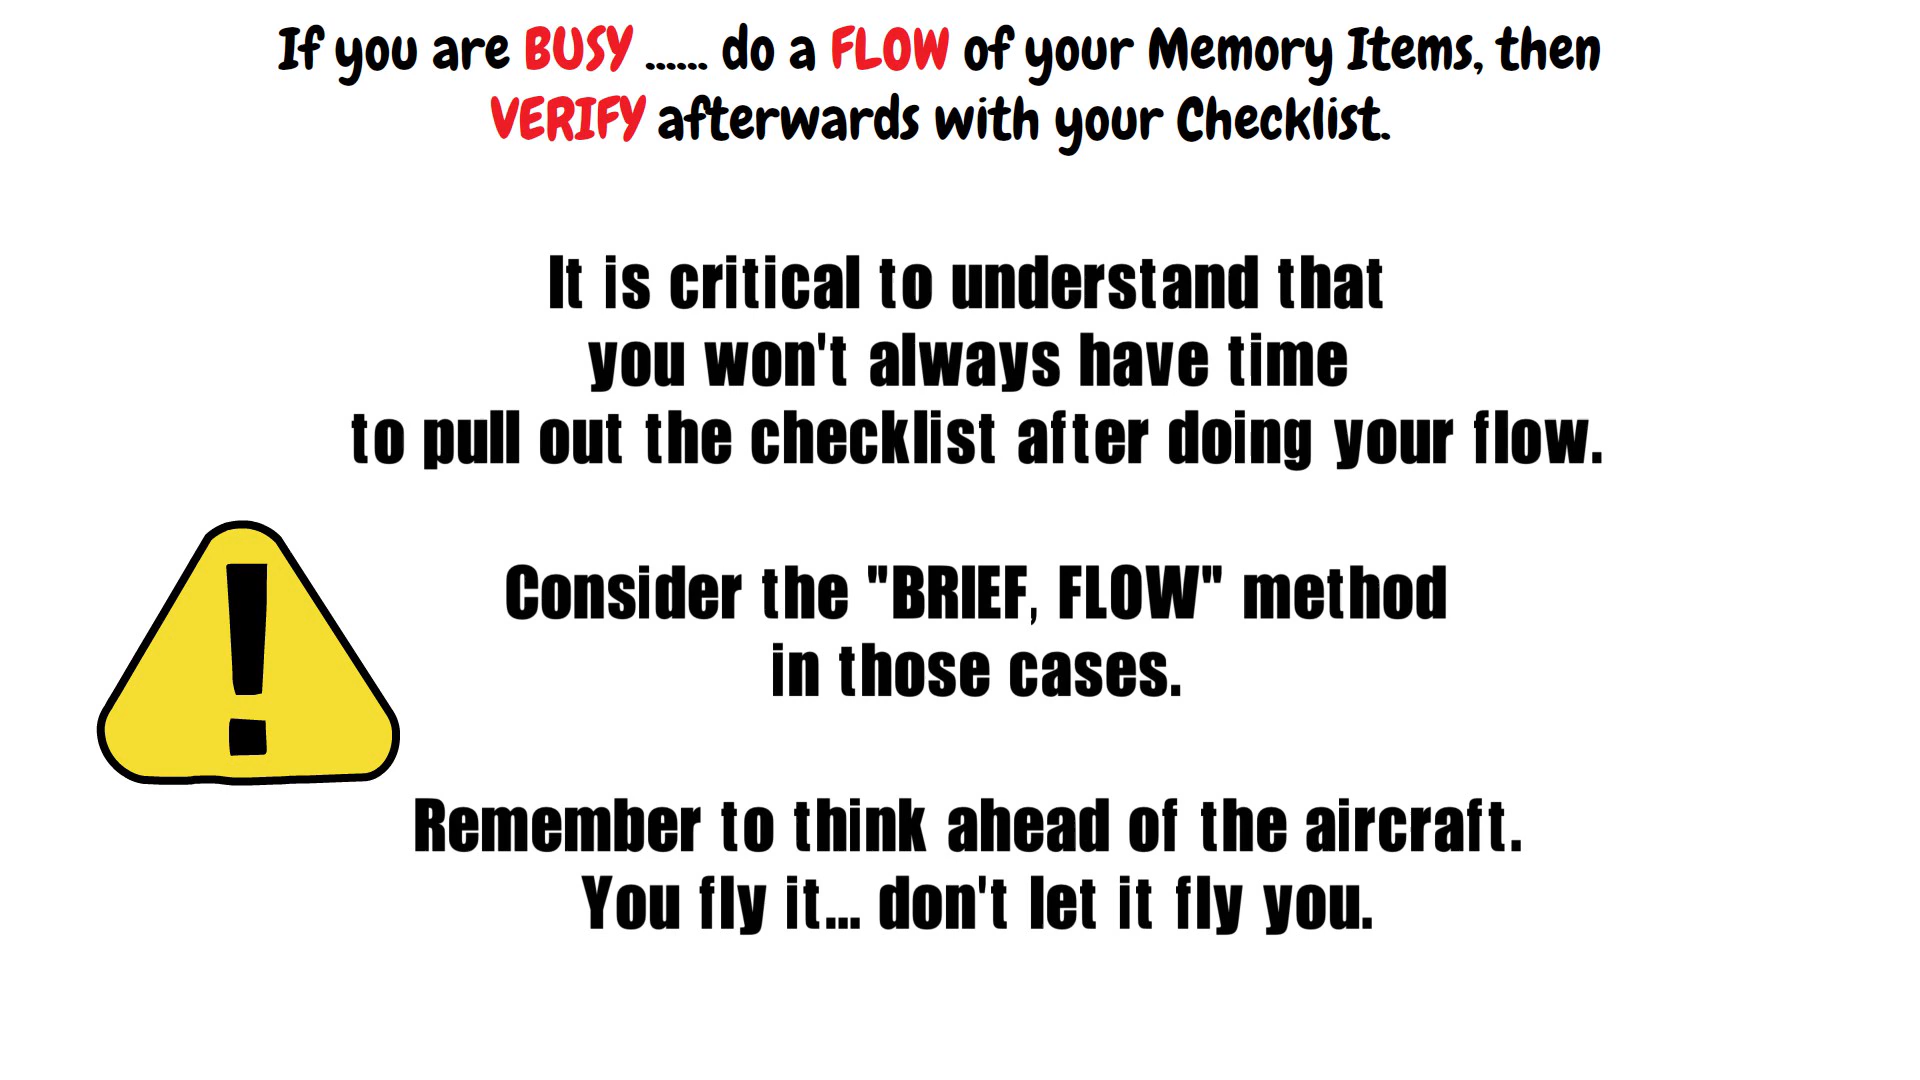 If you are BUSY ...... do a FLOW of your Memory Items, then
VERIFY afterwards with your Checklist.
It is critical to understand that
you won't always have time
to pull out the checklist after doing your flow.
Consider the "BRIEF, FLOW" method
in those cases.
!
Remember to think ahead of the aircraft.
You fly it... don't let it fly you.